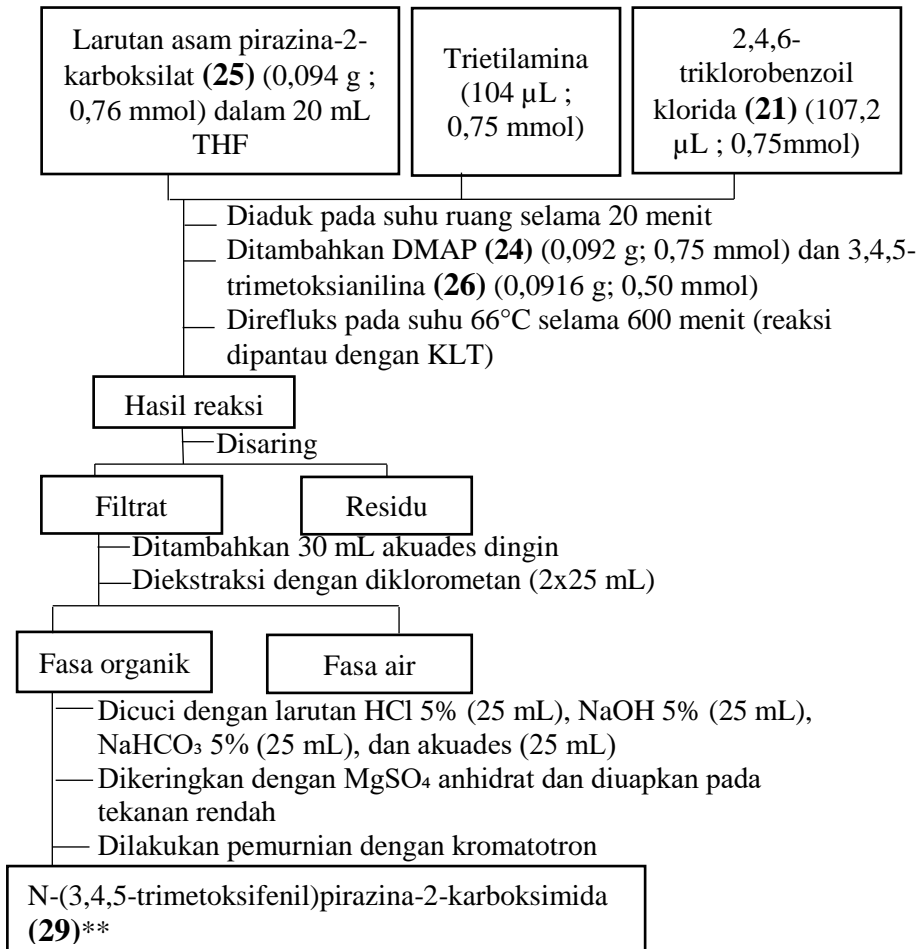 Larutan asam pirazina-2-
karboksilat (25) (0,094 g ;
0,76 mmol) dalam 20 mL
THF
Trietilamina
(104 µL ;
0,75 mmol)
2,4,6-
triklorobenzoil
klorida (21) (107,2
µL ; 0,75mmol)
Diaduk pada suhu ruang selama 20 menit
Ditambahkan DMAP (24) (0,092 g; 0,75 mmol) dan 3,4,5-
trimetoksianilina (26) (0,0916 g; 0,50 mmol)
Direfluks pada suhu 66°C selama 600 menit (reaksi
dipantau dengan KLT)
Hasil reaksi
Disaring
Filtrat
Residu
Ditambahkan 30 mL akuades dingin
Diekstraksi dengan diklorometan (2x25 mL)
Fasa organik
Fasa air
Dicuci dengan larutan HCl 5% (25 mL), NaOH 5% (25 mL),
NaHCO₃ 5% (25 mL), dan akuades (25 mL)
Dikeringkan dengan MgSO₄ anhidrat dan diuapkan pada
tekanan rendah
Dilakukan pemurnian dengan kromatotron
N-(3,4,5-trimetoksifenil)pirazina-2-karboksimida
(29)**